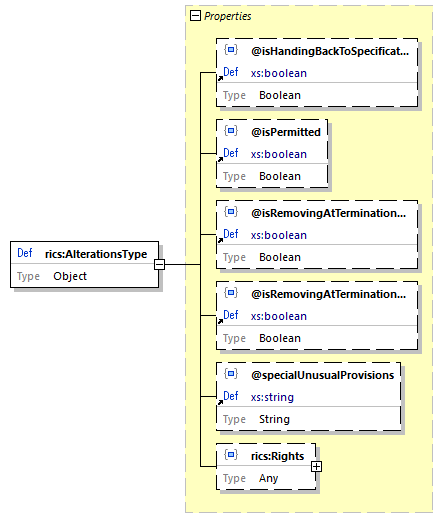 Properties
@isHandingBackToSpecificat...
Def xs:boolean
Type Boolean
@isPermitted
Def xs:boolean
Type Boolean
@isRemovingAtTermination...
Def xs:boolean
Type Boolean
Def rics:AlterationsType
Type Object
@isRemovingAtTermination...
Def xs:boolean
Type Boolean
@specialUnusualProvisions
Def xs:string
Type String
rics:Rights
Type Any